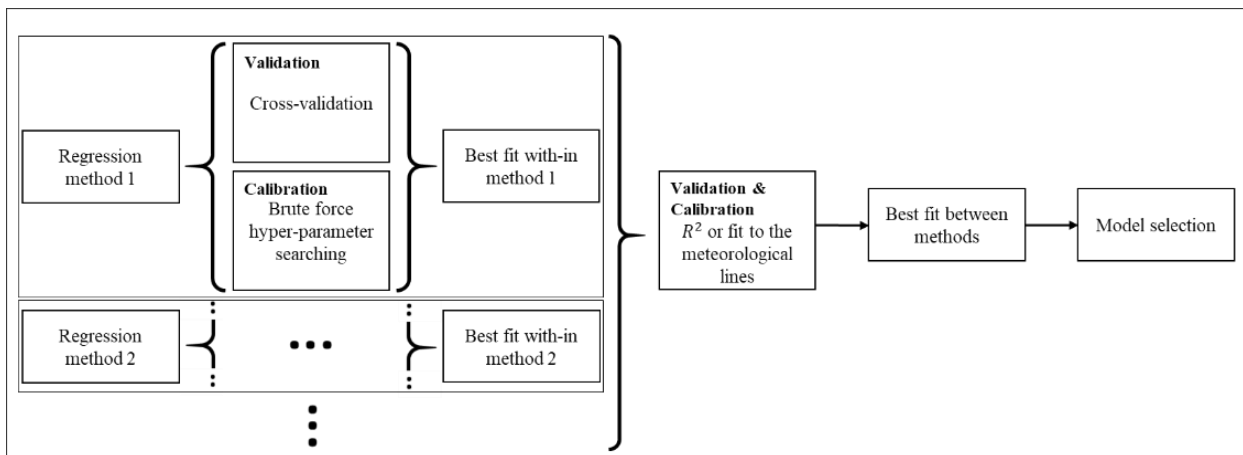 Regression
method 1
Validation
Cross-validation
Calibration
Brute force
hyper-parameter
searching
Best fit with-in
method 1
Regression
method 2
Best fit with-in
method 2
Validation &
Calibration
R² or fit to the
meteorological
lines
Best fit between
methods
Model selection